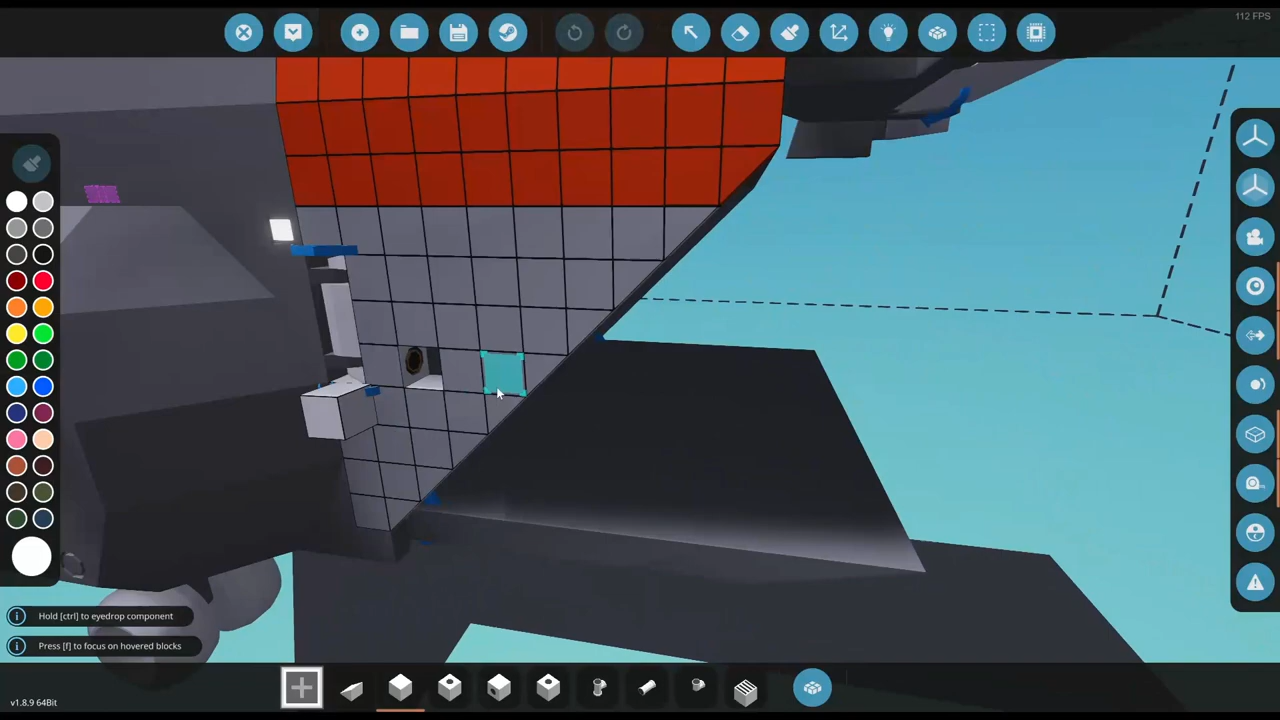 112 FPS
Hold [ctrl] to eyedrop component
Press [f] to focus on hovered blocks
v1.8.9 64Bit